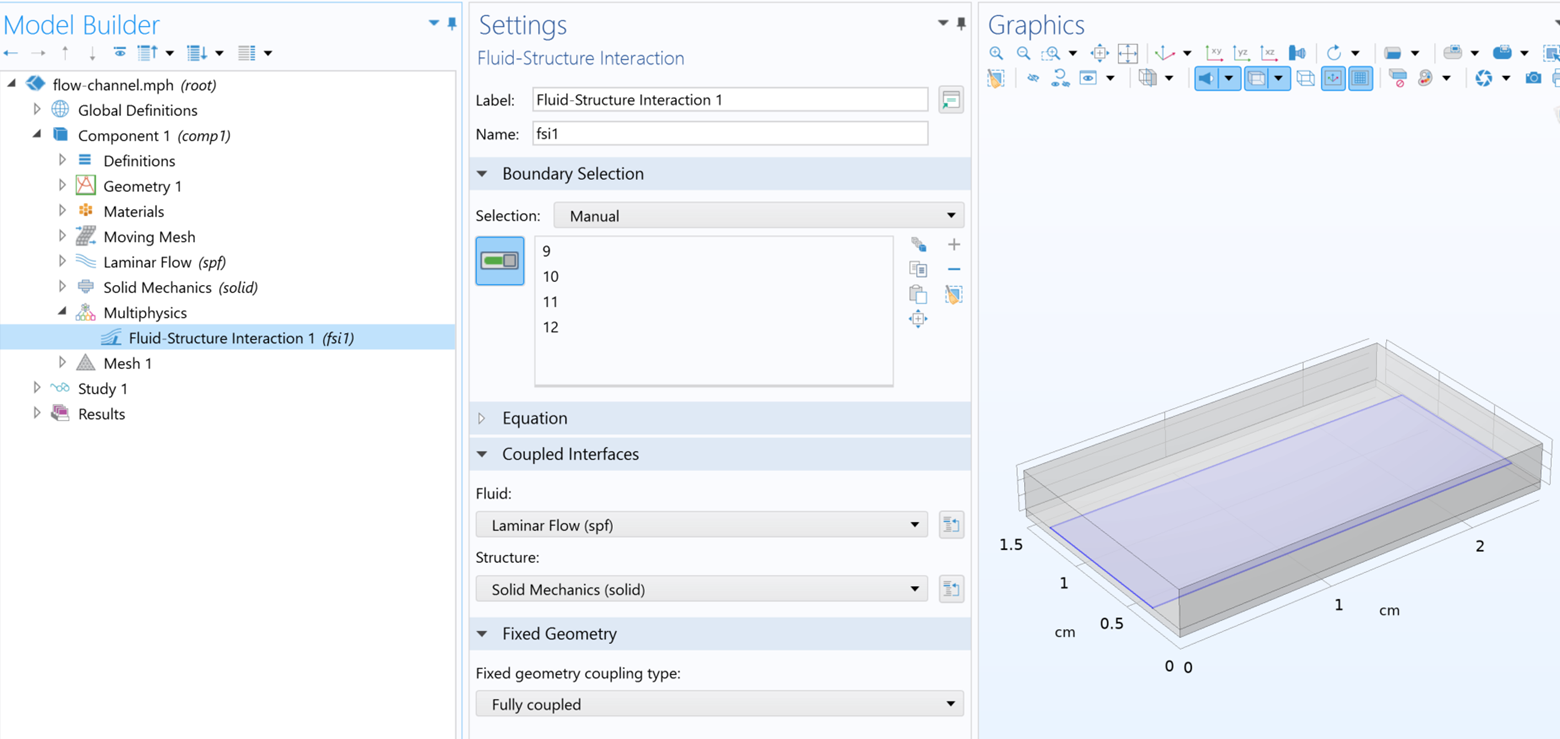 Model Builder
flow-channel.mph (root)
Global Definitions
Component 1 (comp1)
Definitions
Geometry 1
Materials
Moving Mesh
Laminar Flow (spf)
Solid Mechanics (solid)
Multiphysics
Fluid-Structure Interaction 1 (fsi1)
Mesh 1
Study 1
Results
Settings
Fluid-Structure Interaction
Label: Fluid-Structure Interaction 1
Name: fsi1
Boundary Selection
Selection: Manual
9
10
11
12
Equation
Coupled Interfaces
Fluid:
Laminar Flow (spf)
Structure:
Solid Mechanics (solid)
Fixed Geometry
Fixed geometry coupling type:
Fully coupled
Graphics
xy yz xz
1.5
2
1
1
cm
0.5
cm
0 0